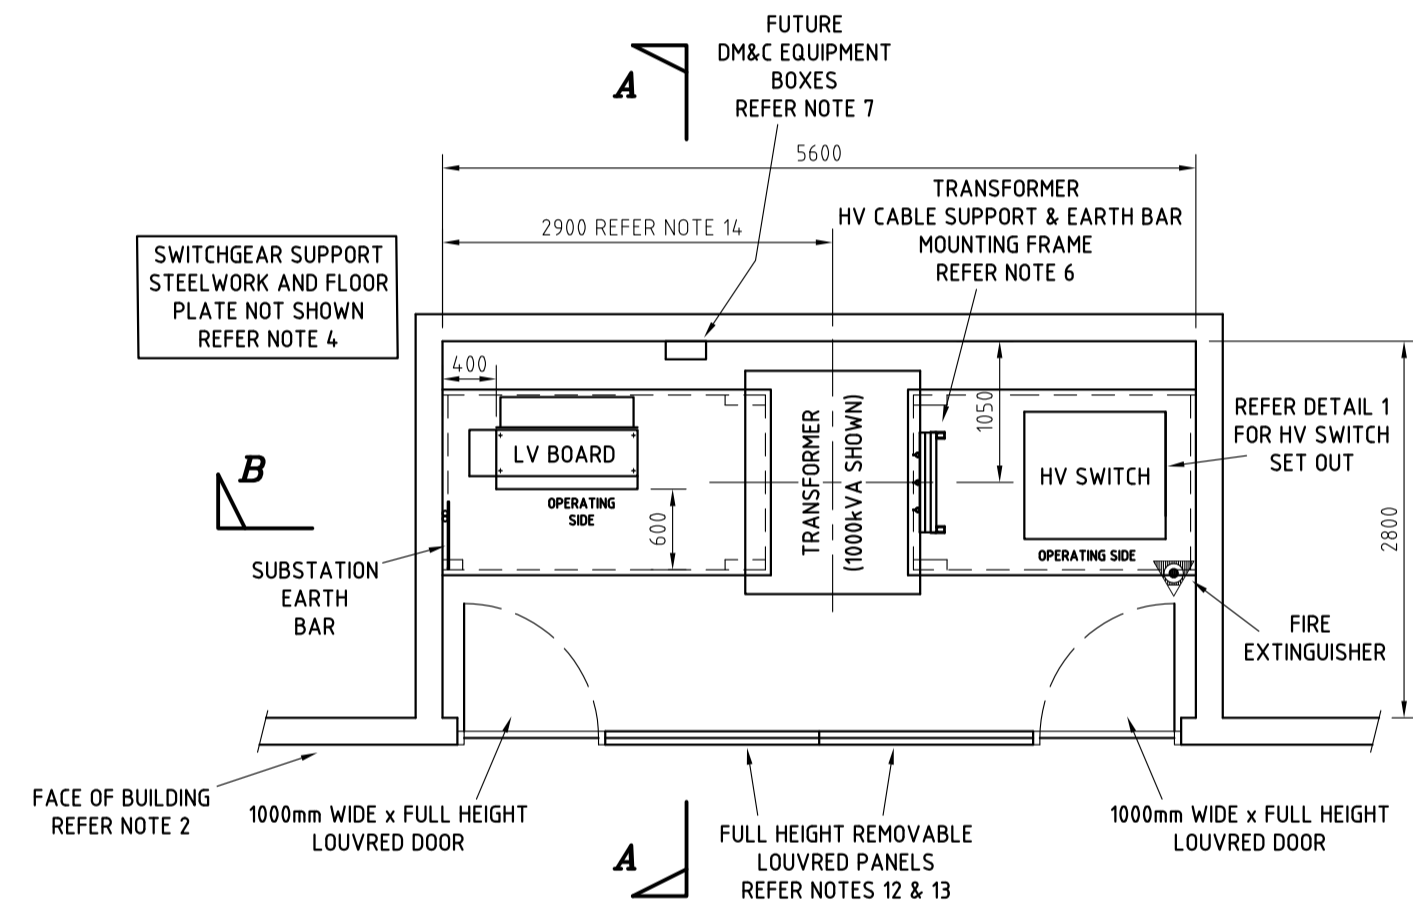 FUTURE
DM&C EQUIPMENT
BOXES
REFER NOTE 7
A
5600
TRANSFORMER
HV CABLE SUPPORT & EARTH BAR
MOUNTING FRAME
REFER NOTE 6
2900 REFER NOTE 14
SWITCHGEAR SUPPORT
STEELWORK AND FLOOR
PLATE NOT SHOWN
REFER NOTE 4
400
1050
REFER DETAIL 1
FOR HV SWITCH
SET OUT
LV BOARD
TRANSFORMER
(1000kVA SHOWN)
HV SWITCH
B
OPERATING
SIDE
600
OPERATING SIDE
2800
SUBSTATION
EARTH
BAR
FIRE
EXTINGUISHER
FACE OF BUILDING
REFER NOTE 2
1000mm WIDE x FULL HEIGHT
LOUVRED DOOR
A
FULL HEIGHT REMOVABLE
LOUVRED PANELS
REFER NOTES 12 & 13
1000mm WIDE x FULL HEIGHT
LOUVRED DOOR